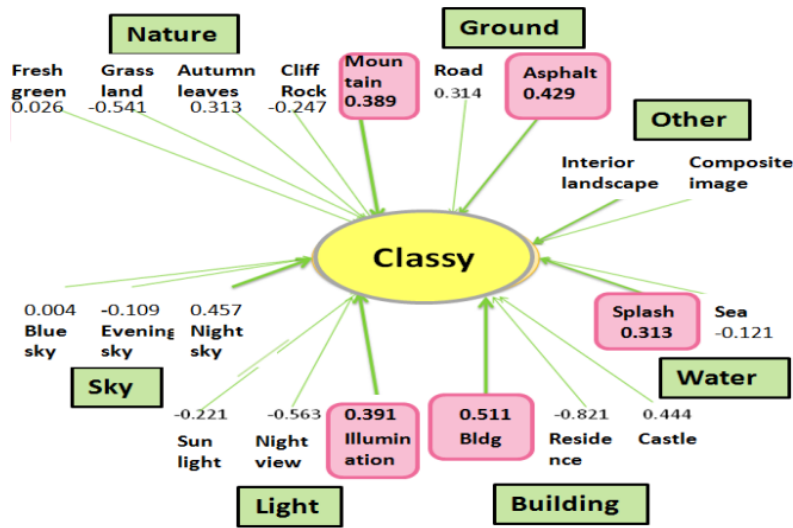 Nature
Ground
Fresh green
0.026
Grass land
-0.541
Autumn leaves
0.313
Cliff Rock
-0.247
Moun tain
0.389
Road
0.314
Asphalt
0.429
Other
Interior landscape
Composite image
Classy
0.004
Blue sky
-0.109
Evening sky
0.457
Night sky
Splash
0.313
Sea
-0.121
Sky
Water
-0.221
Sun light
-0.563
Night view
0.391
Illumin ation
0.511
Bldg
-0.821
Reside nce
0.444
Castle
Light
Building